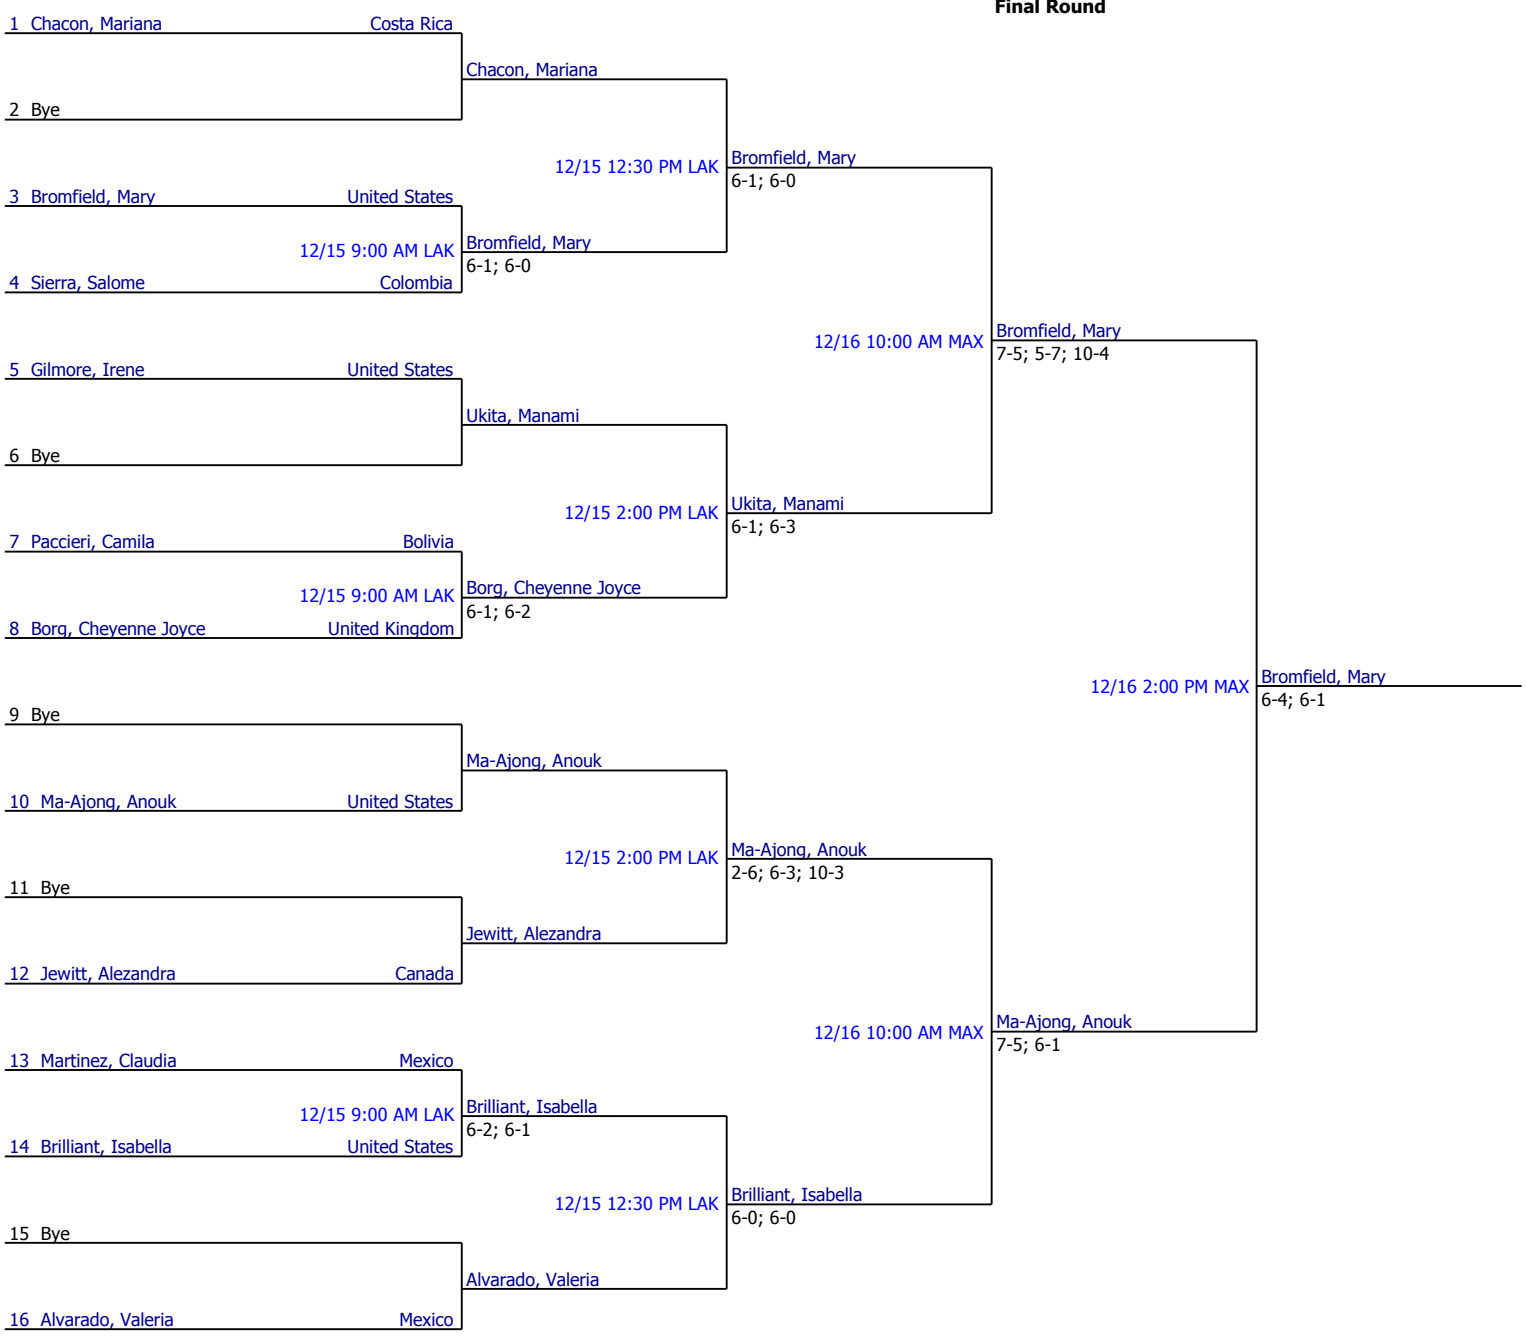 Final Round
1 Chacon, Mariana Costa Rica
Chacon, Mariana
2 Bye
12/15 12:30 PM LAK
Bromfield, Mary
6-1; 6-0
3 Bromfield, Mary United States
12/15 9:00 AM LAK
Bromfield, Mary
6-1; 6-0
4 Sierra, Salome Colombia
12/16 10:00 AM MAX
Bromfield, Mary
7-5; 5-7; 10-4
5 Gilmore, Irene United States
Ukita, Manami
6 Bye
12/15 2:00 PM LAK
Ukita, Manami
6-1; 6-3
7 Paccieri, Camila Bolivia
12/15 9:00 AM LAK
Borg, Cheyenne Joyce
6-1; 6-2
8 Borg, Cheyenne Joyce United Kingdom
12/16 2:00 PM MAX
Bromfield, Mary
6-4; 6-1
9 Bye
Ma-Ajong, Anouk
10 Ma-Ajong, Anouk United States
12/15 2:00 PM LAK
Ma-Ajong, Anouk
2-6; 6-3; 10-3
11 Bye
Jewitt, Alezandra
12 Jewitt, Alezandra Canada
12/16 10:00 AM MAX
Ma-Ajong, Anouk
7-5; 6-1
13 Martinez, Claudia Mexico
12/15 9:00 AM LAK
Brilliant, Isabella
6-2; 6-1
14 Brilliant, Isabella United States
12/15 12:30 PM LAK
Brilliant, Isabella
6-0; 6-0
15 Bye
Alvarado, Valeria
16 Alvarado, Valeria Mexico